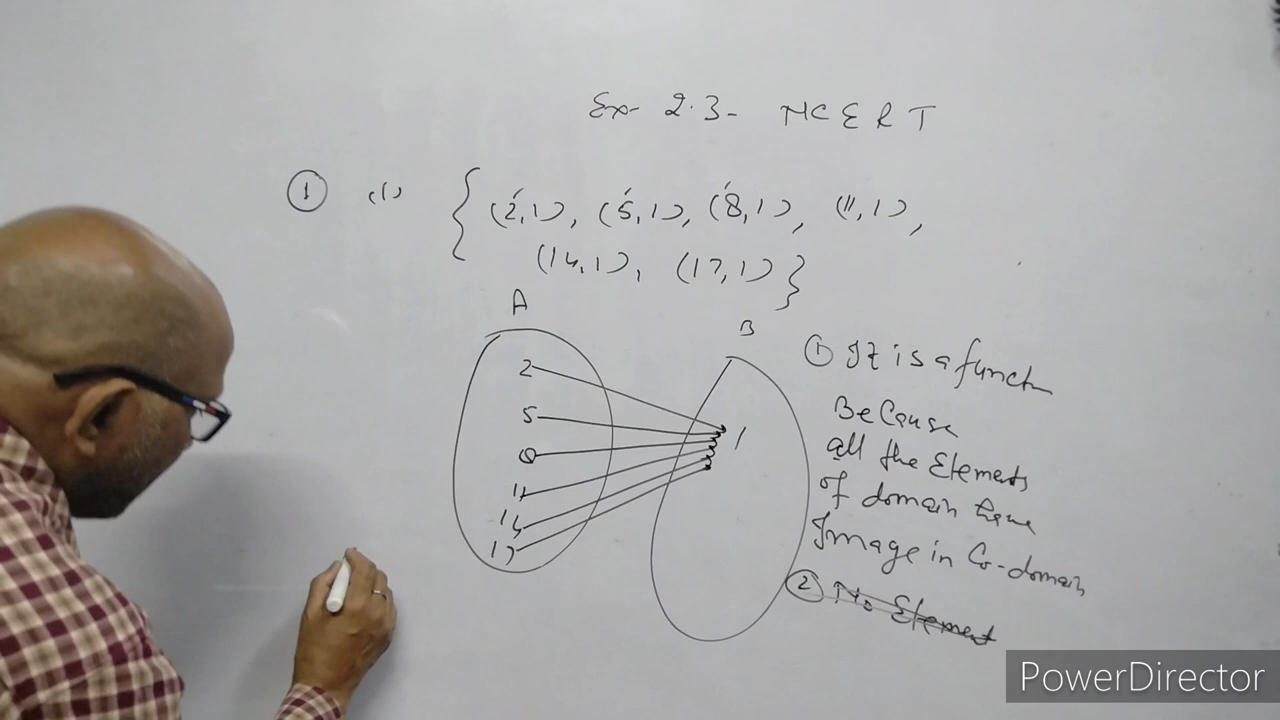 Ex- 2.3- NCERT
① (i) { (2,1), (5,1), (8,1), (11,1),
(14,1), (17,1) }
A
B
2
5
8
11
14
17
1
① It is a functn
Because
all the Elements
of domain have
Image in Co-domain
② No Element
PowerDirector